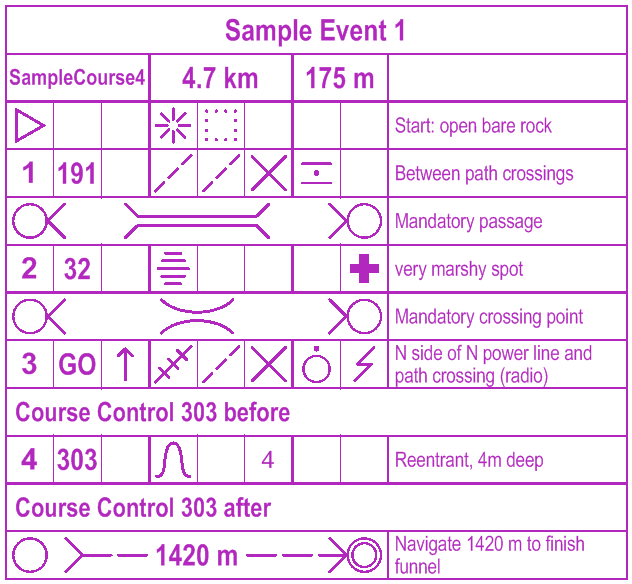 Sample Event 1
SampleCourse4 4.7 km 175 m
Start: open bare rock
1 191 Between path crossings
Mandatory passage
2 32 very marshy spot
Mandatory crossing point
3 GO N side of N power line and
path crossing (radio)
Course Control 303 before
4 303 4 Reentrant, 4m deep
Course Control 303 after
1420 m Navigate 1420 m to finish
funnel